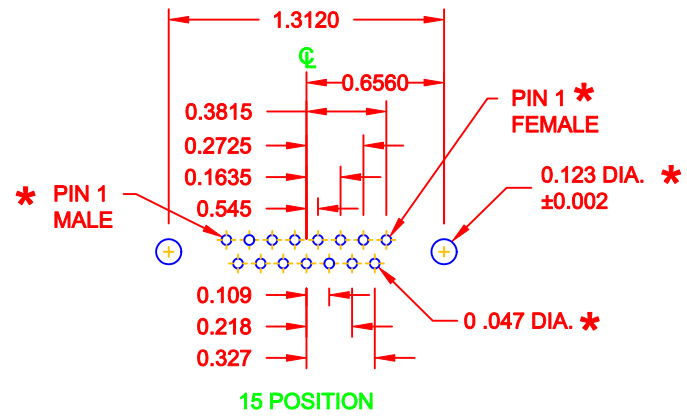 1.3120
℄
0.6560
0.3815
PIN 1 *
FEMALE
0.2725
0.1635
0.123 DIA. *
±0.002
* PIN 1
MALE
0.545
0.109
0.218
0 .047 DIA. *
0.327
15 POSITION